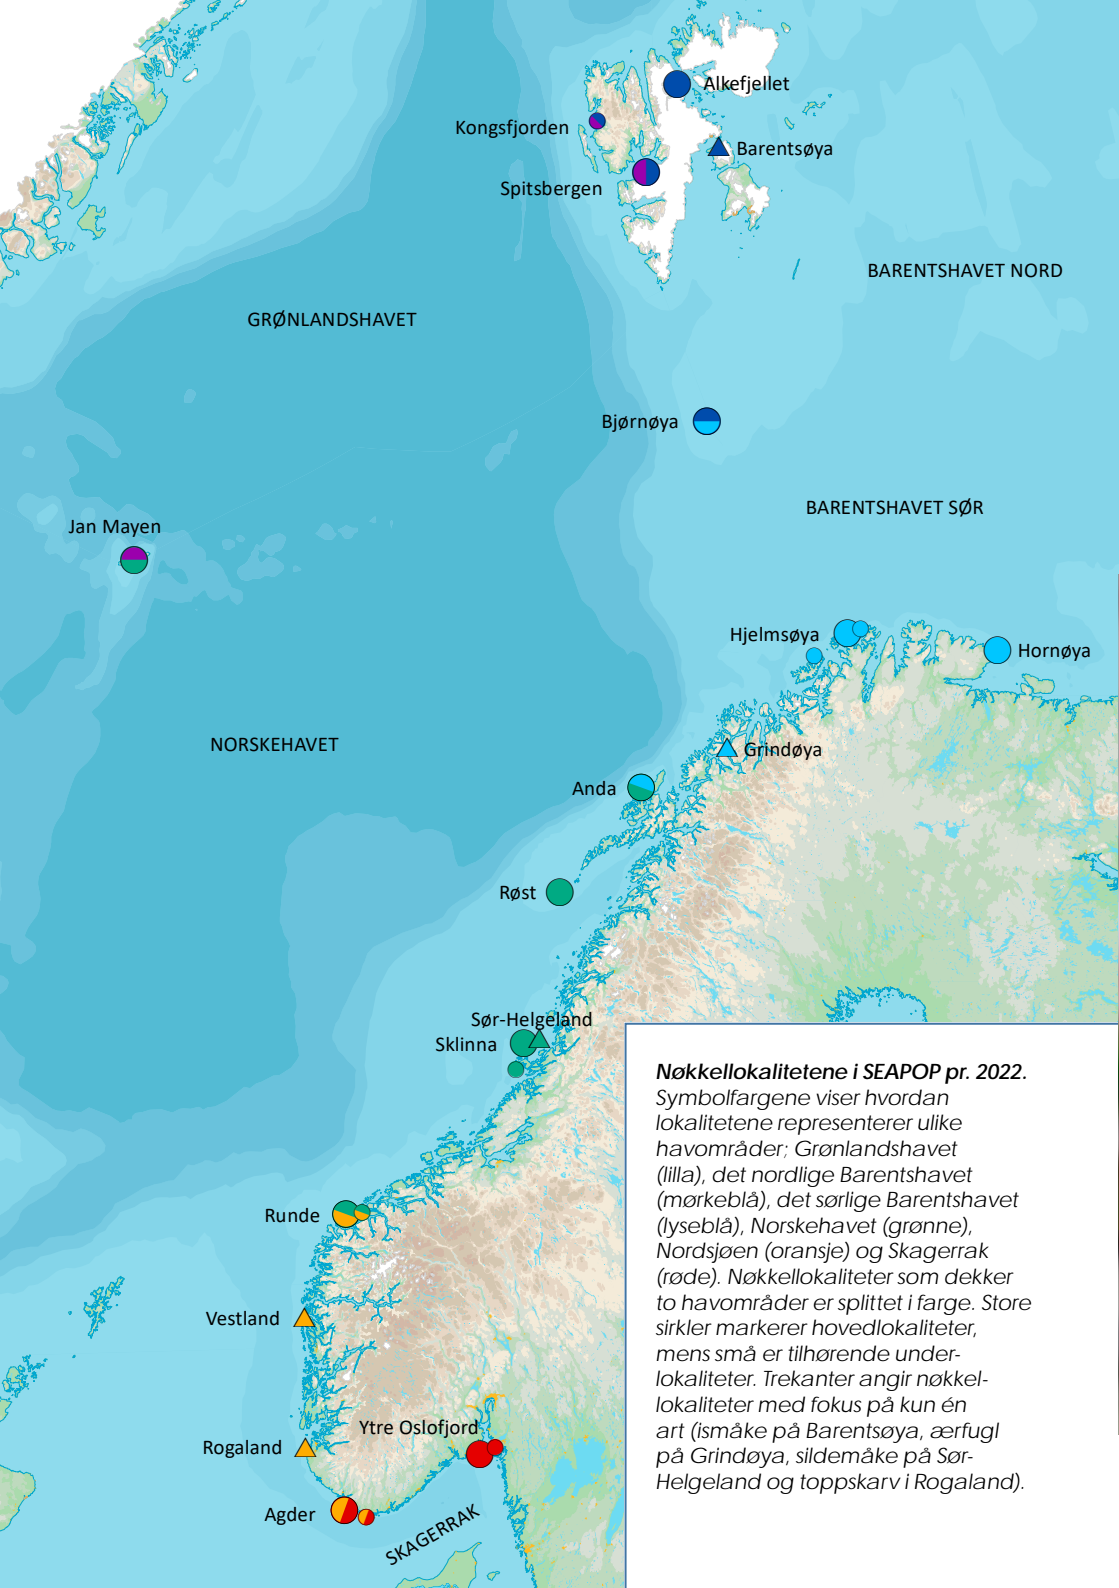 Alkefjellet
Kongsfjorden
Barentsøya
Spitsbergen
BARENTSHAVET NORD
GRØNLANDSHAVET
Bjørnøya
BARENTSHAVET SØR
Jan Mayen
Hjelmsøya
Hornøya
NORSKEHAVET
Grindøya
Anda
Røst
Sør-Helgeland
Sklinna
Runde
Vestland
Ytre Oslofjord
Rogaland
Agder
SKAGERRAK
Nøkkellokalitetene i SEAPOP pr. 2022.
Symbolfargene viser hvordan
lokalitetene representerer ulike
havområder; Grønlandshavet
(lilla), det nordlige Barentshavet
(mørkeblå), det sørlige Barentshavet
(lyseblå), Norskehavet (grønne),
Nordsjøen (oransje) og Skagerrak
(røde). Nøkkellokaliteter som dekker
to havområder er splittet i farge. Store
sirkler markerer hovedlokaliteter,
mens små er tilhørende under-
lokaliteter. Trekanter angir nøkkel-
lokaliteter med fokus på kun én
art (ismåke på Barentsøya, ærfugl
på Grindøya, sildemåke på Sør-
Helgeland og toppskarv i Rogaland).